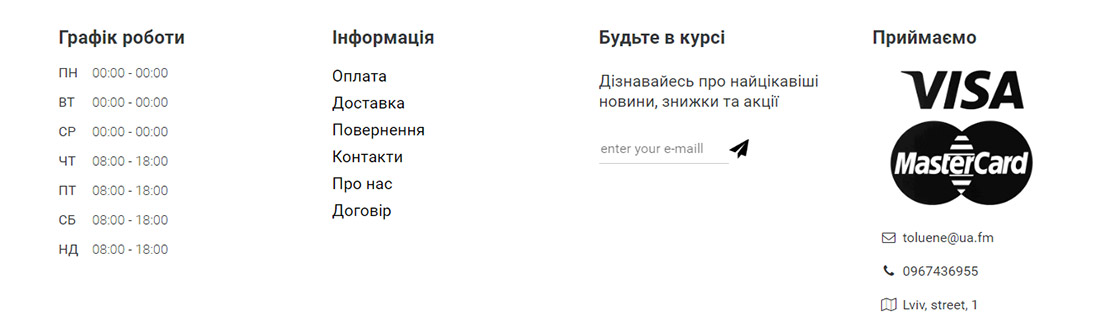 Графік роботи
ПН 00:00 - 00:00
ВТ 00:00 - 00:00
СР 00:00 - 00:00
ЧТ 08:00 - 18:00
ПТ 08:00 - 18:00
СБ 08:00 - 18:00
НД 08:00 - 18:00
Інформація
Оплата
Доставка
Повернення
Контакти
Про нас
Договір
Будьте в курсі
Дізнавайесь про найцікавіші
новини, знижки та акції
enter your e-maill
Приймаємо
VISA
MasterCard
toluene@ua.fm
0967436955
Lviv, street, 1